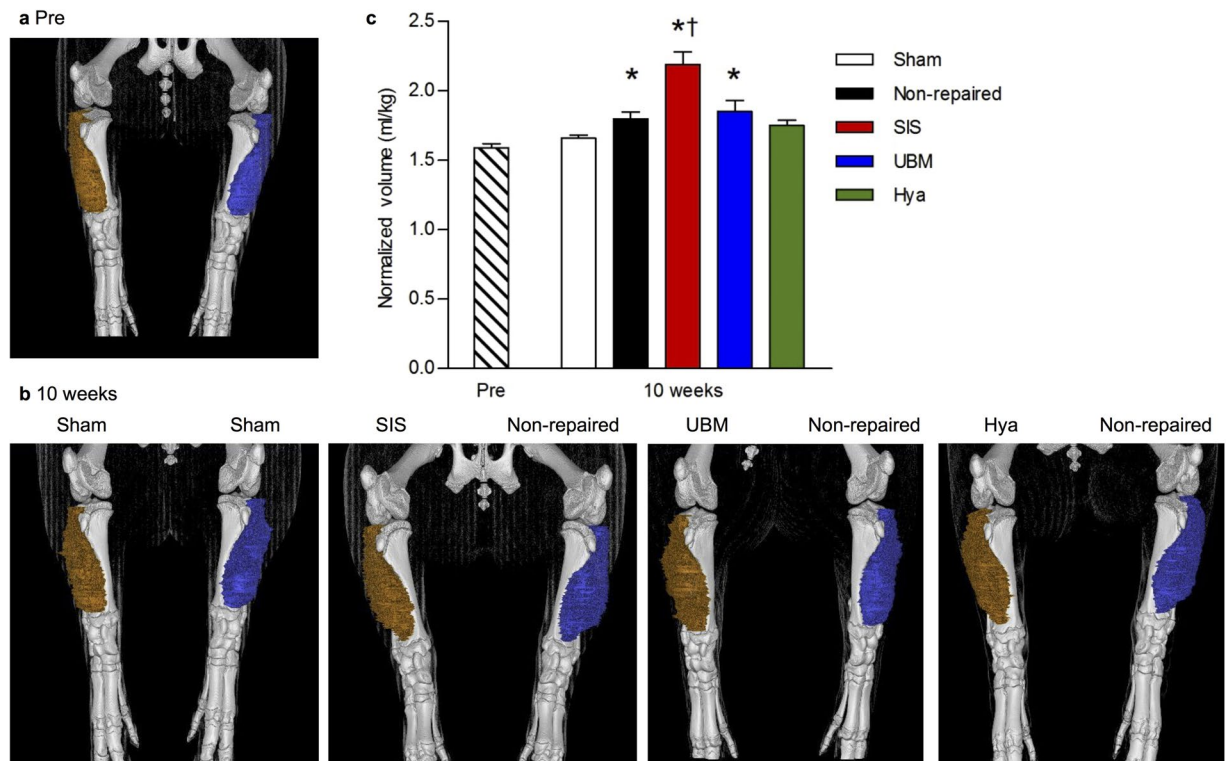 a Pre
c
2.5
2.0
1.5
1.0
0.5
0.0
Normalized volume (ml/kg)
*
*†
*
Pre
10 weeks
Sham
Non-repaired
SIS
UBM
Hya
b 10 weeks
Sham Sham SIS Non-repaired UBM Non-repaired Hya Non-repaired